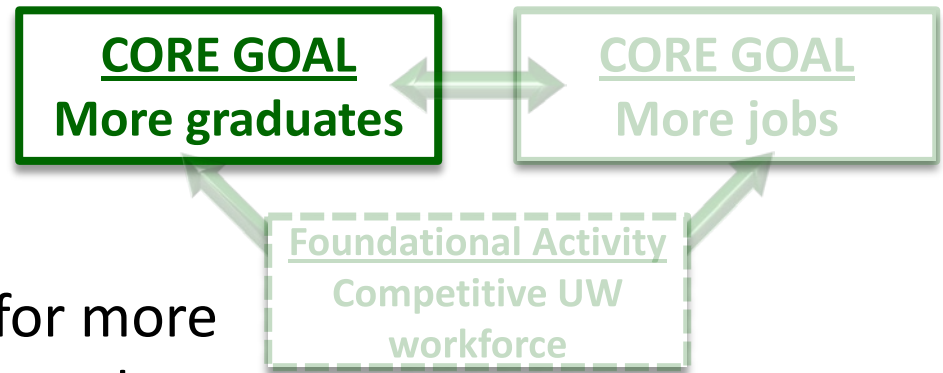 CORE GOAL
More graduates
CORE GOAL
More jobs
Foundational Activity
Competitive UW
workforce
for more